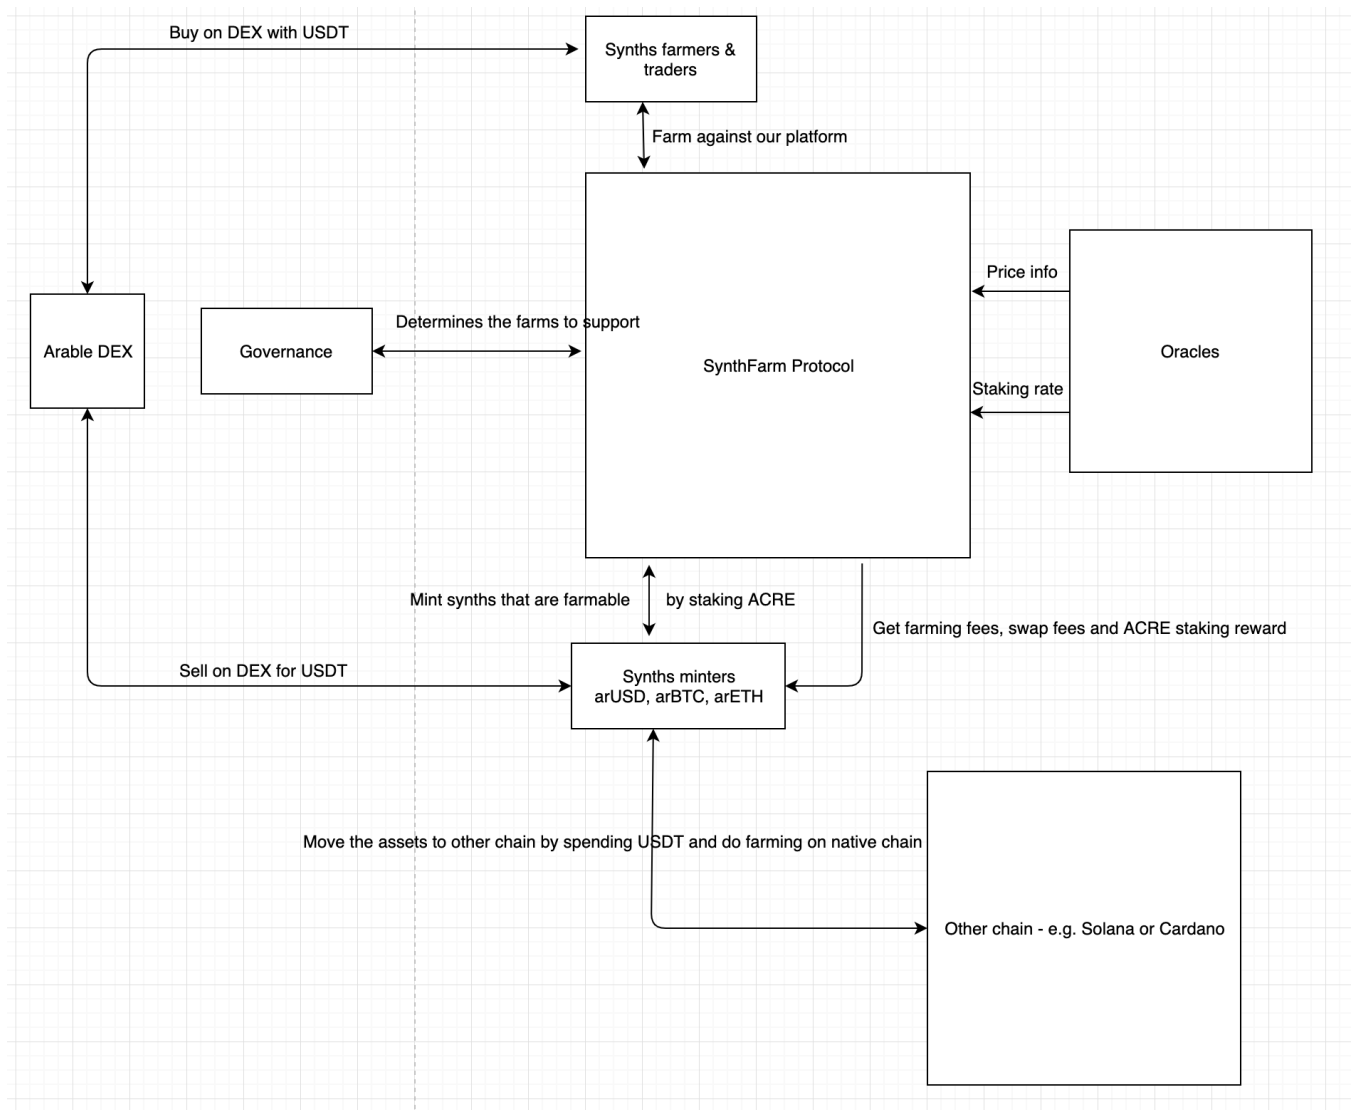 Buy on DEX with USDT
Synths farmers &
traders
Farm against our platform
Price info
Determines the farms to support
Arable DEX
Governance
SynthFarm Protocol
Oracles
Staking rate
Mint synths that are farmable
by staking ACRE
Get farming fees, swap fees and ACRE staking reward
Sell on DEX for USDT
Synths minters
arUSD, arBTC, arETH
Move the assets to other chain by spending USDT and do farming on native chain
Other chain - e.g. Solana or Cardano